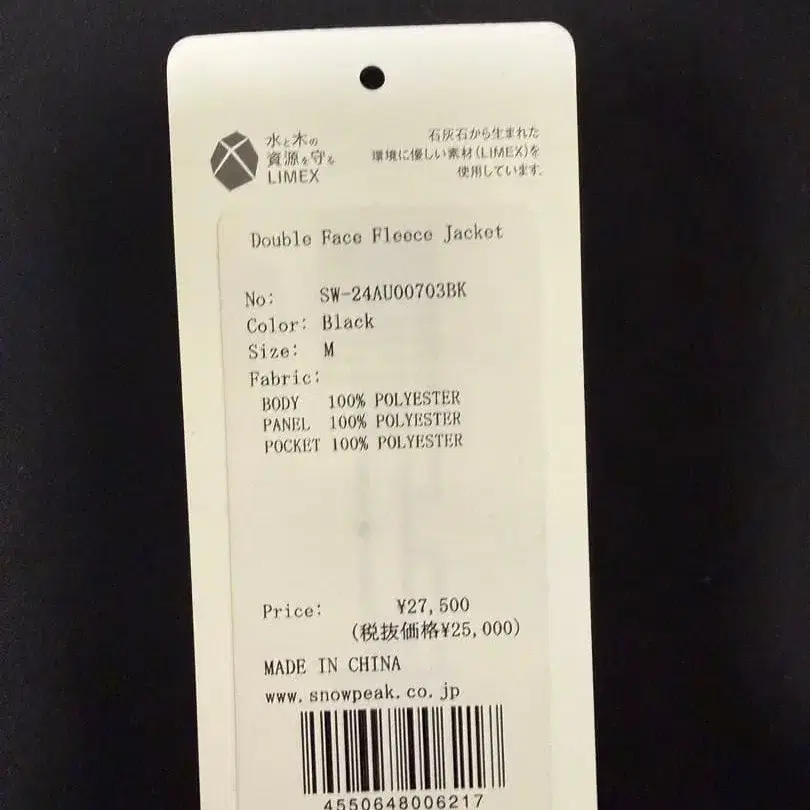 水と木の
資源を守る
LIMEX
石灰石から生まれた
環境に優しい素材(LIMEX)を
使用しています。
Double Face Fleece Jacket
No: SW-24AU00703BK
Color: Black
Size: M
Fabric:
BODY 100% POLYESTER
PANEL 100% POLYESTER
POCKET 100% POLYESTER
Price: ¥27,500
(税抜価格¥25,000)
MADE IN CHINA
www.snowpeak.co.jp
4550648006217